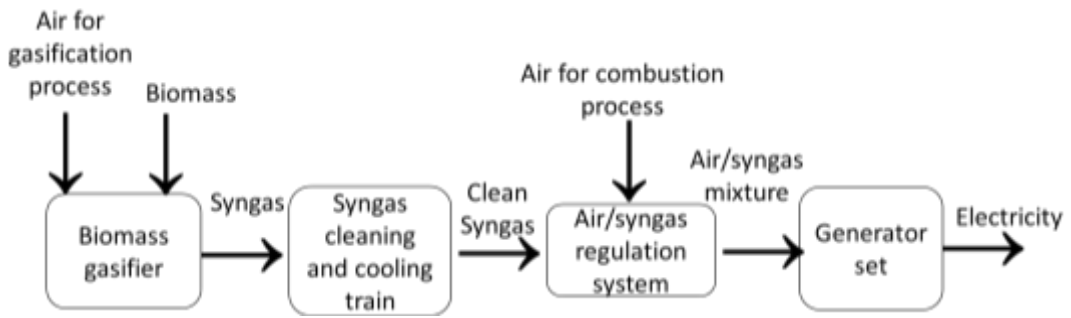 Air for
gasification
process
Biomass
Air for combustion
process
Syngas
Clean
Syngas
Air/syngas
mixture
Electricity
Biomass
gasifier
Syngas
cleaning
and cooling
train
Air/syngas
regulation
system
Generator
set